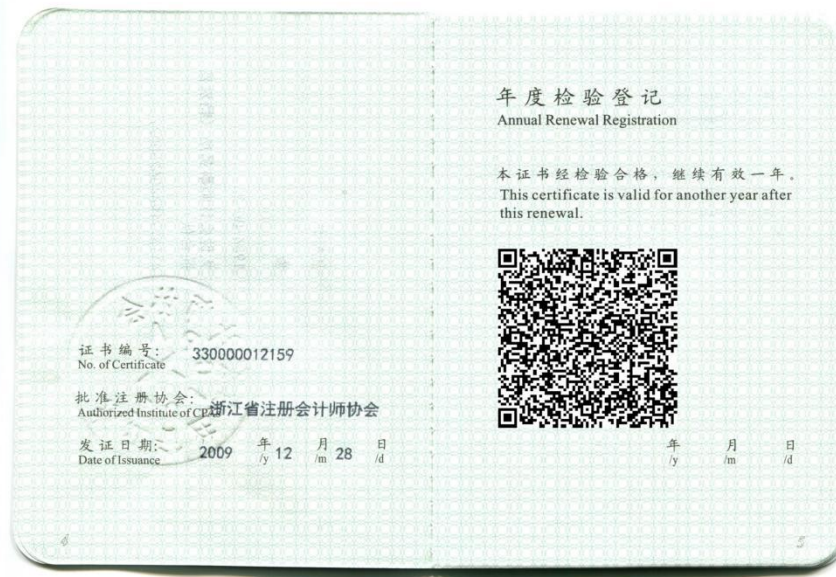 证书编号:
No. of Certificate
330000012159
批准注册协会:
Authorized Institute of CPAs
浙江省注册会计师协会
发证日期:
Date of Issuance
2009 年 12 月 28 日
/y /m /d
年度检验登记
Annual Renewal Registration
本证书经检验合格，继续有效一年。
This certificate is valid for another year after
this renewal.
年 月 日
/y /m /d
5